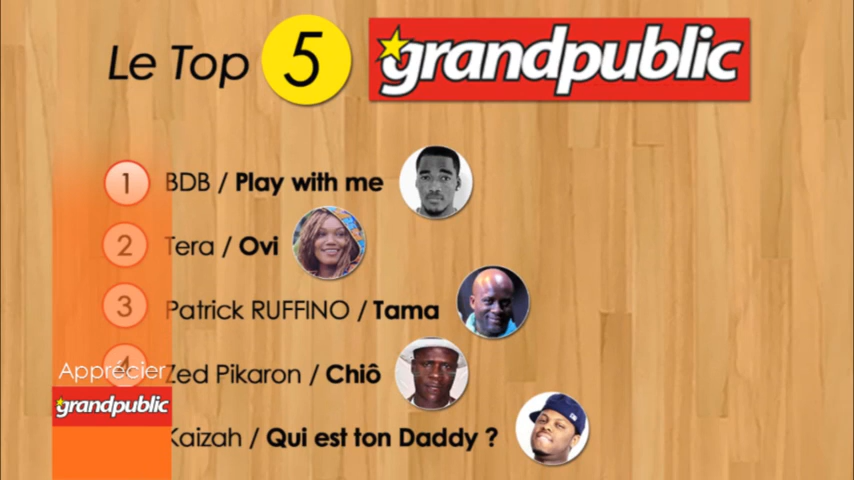 Le Top 5 grandpublic
1 BDB / Play with me
2 Tera / Ovi
3 Patrick RUFFINO / Tama
4 Zed Pikaron / Chiô
Apprécier
grandpublic
Kaizah / Qui est ton Daddy ?